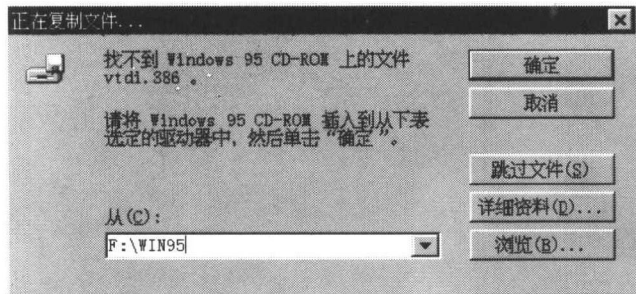 正在复制文件...
找不到 Windows 95 CD-ROM 上的文件
vtdi.386 。
请将 Windows 95 CD-ROM 插入到从下表
选定的驱动器中，然后单击“确定”。
从(C):
F:\WIN95
确定
取消
跳过文件(S)
详细资料(D)...
浏览(B)...